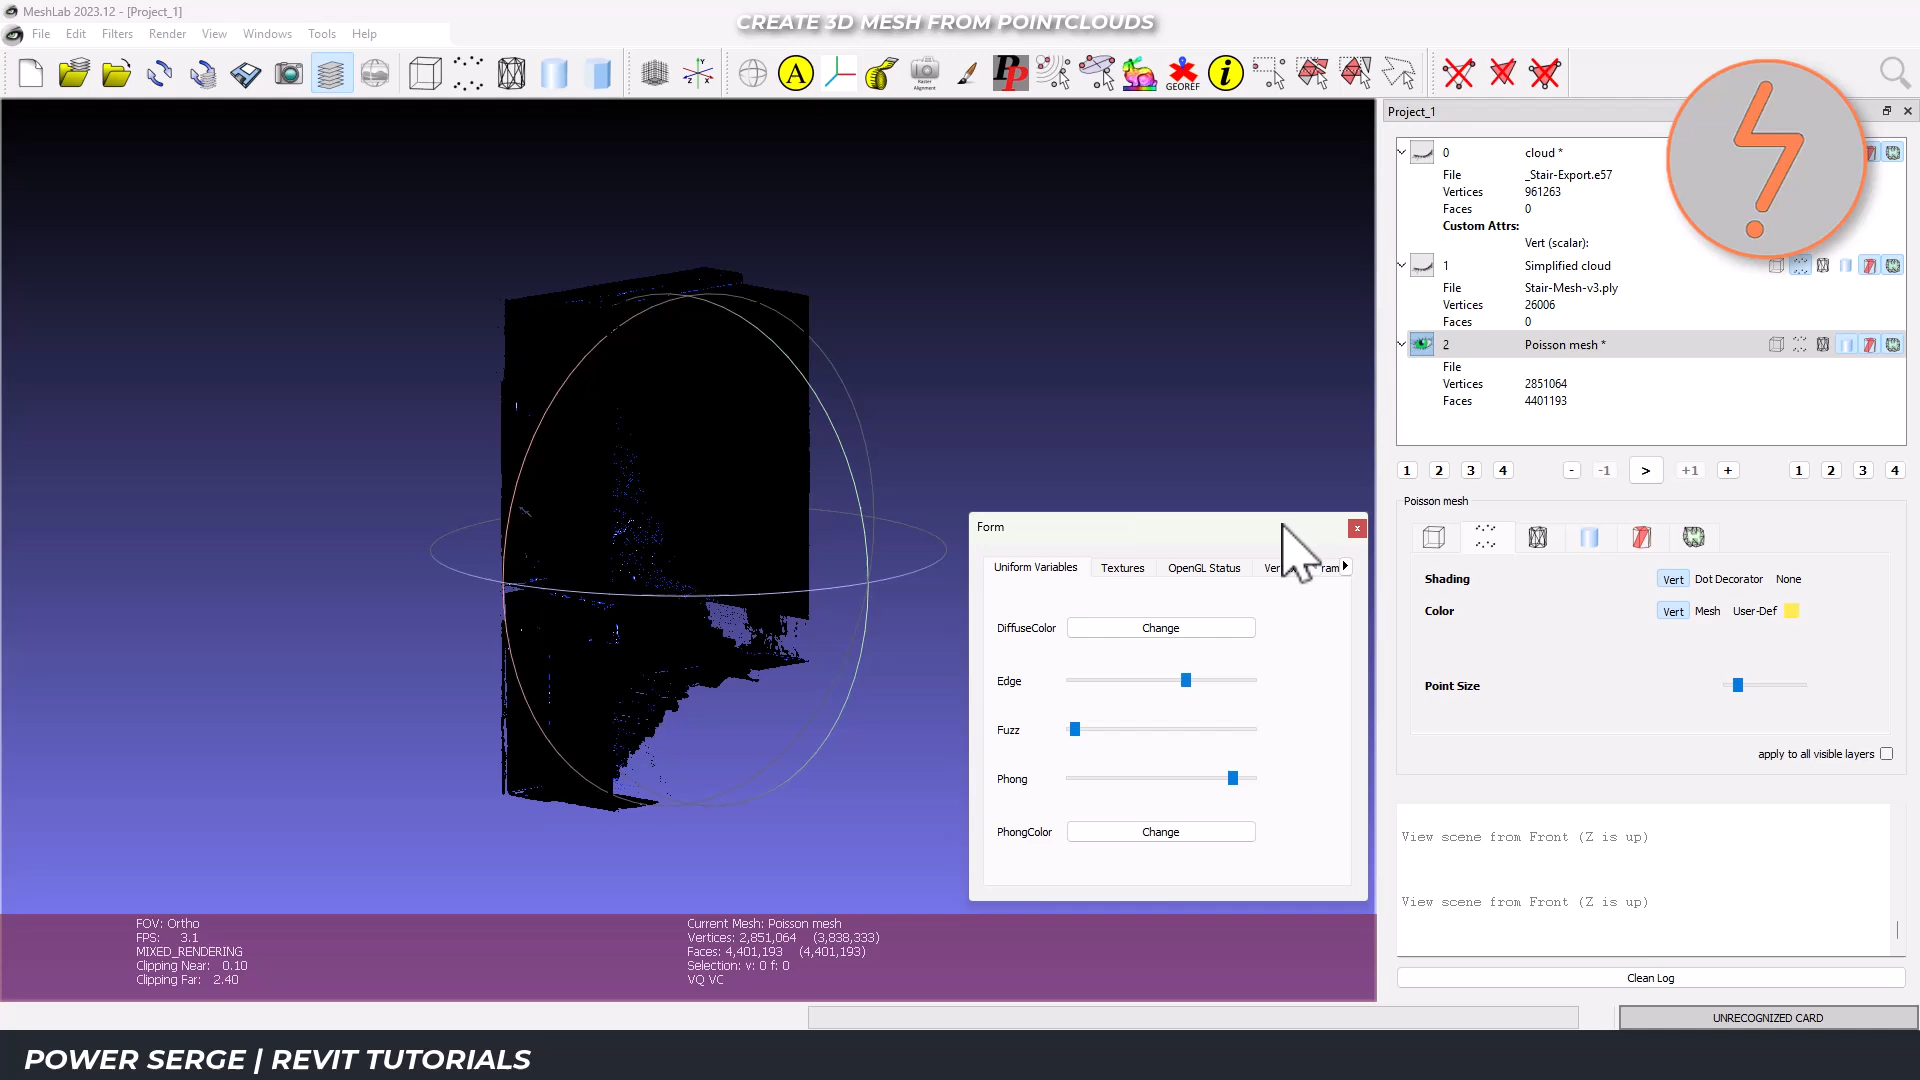 MeshLab 2023.12 - [Project_1]
CREATE 3D MESH FROM POINTCLOUDS
File Edit Filters Render View Windows Tools Help
A
PP
GEOREF
i
Project_1
0 cloud *
File _Stair-Export.e57
Vertices 961263
Faces 0
Custom Attrs:
Vert (scalar):
1 Simplified cloud
File Stair-Mesh-v3.ply
Vertices 26006
Faces 0
2 Poisson mesh *
File
Vertices 2851064
Faces 4401193
1 2 3 4 - -1 > +1 + 1 2 3 4
Poisson mesh
Shading Vert Dot Decorator None
Color Vert Mesh User-Def
Point Size
apply to all visible layers
View scene from Front (Z is up)
View scene from Front (Z is up)
Clean Log
Form
Uniform Variables Textures OpenGL Status
DiffuseColor Change
Edge
Fuzz
Phong
PhongColor Change
FOV: Ortho
FPS: 3.1
MIXED_RENDERING
Clipping Near: 0.10
Clipping Far: 2.40
Current Mesh: Poisson mesh
Vertices: 2,851,064 (3,838,333)
Faces: 4,401,193 (4,401,193)
Selection: v: 0 f: 0
VQ VC
UNRECOGNIZED CARD
POWER SERGE | REVIT TUTORIALS